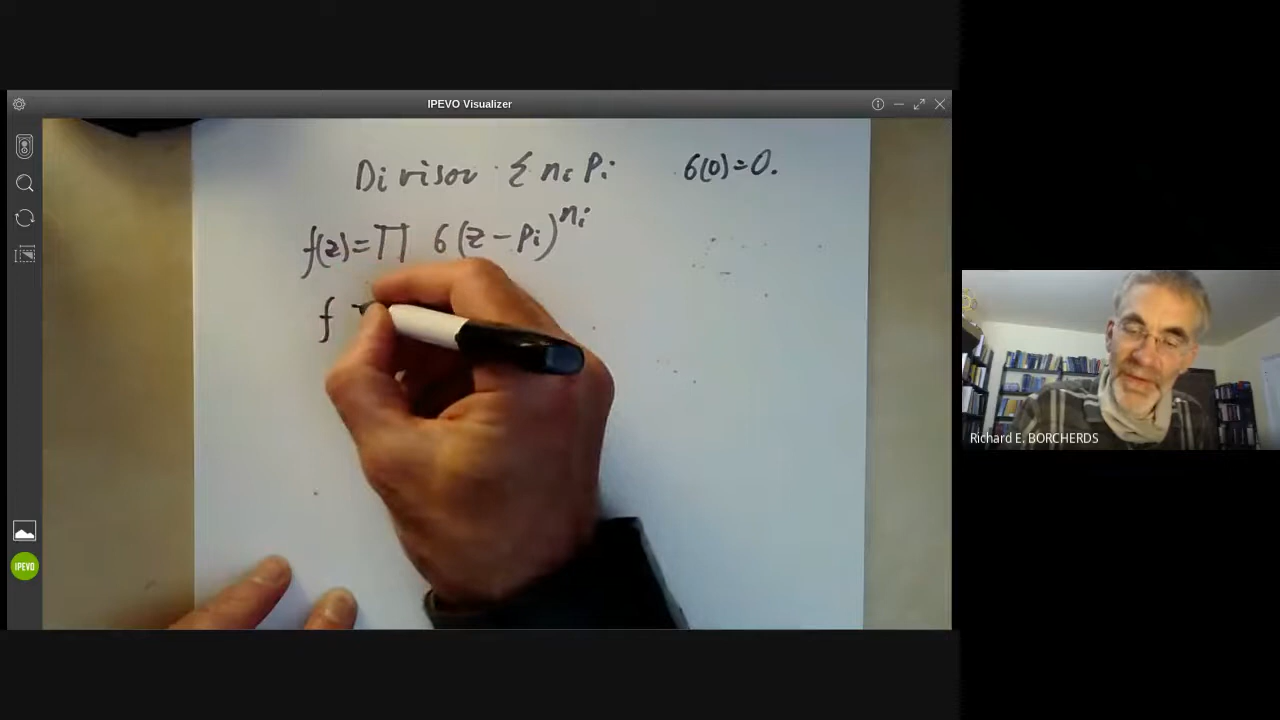 IPEVO Visualizer
Divisor Σ nᵢ Pᵢ σ(0)=0.
f(z)=∏ σ(z-pᵢ)^nᵢ
f
IPEVO
Richard E. BORCHERDS